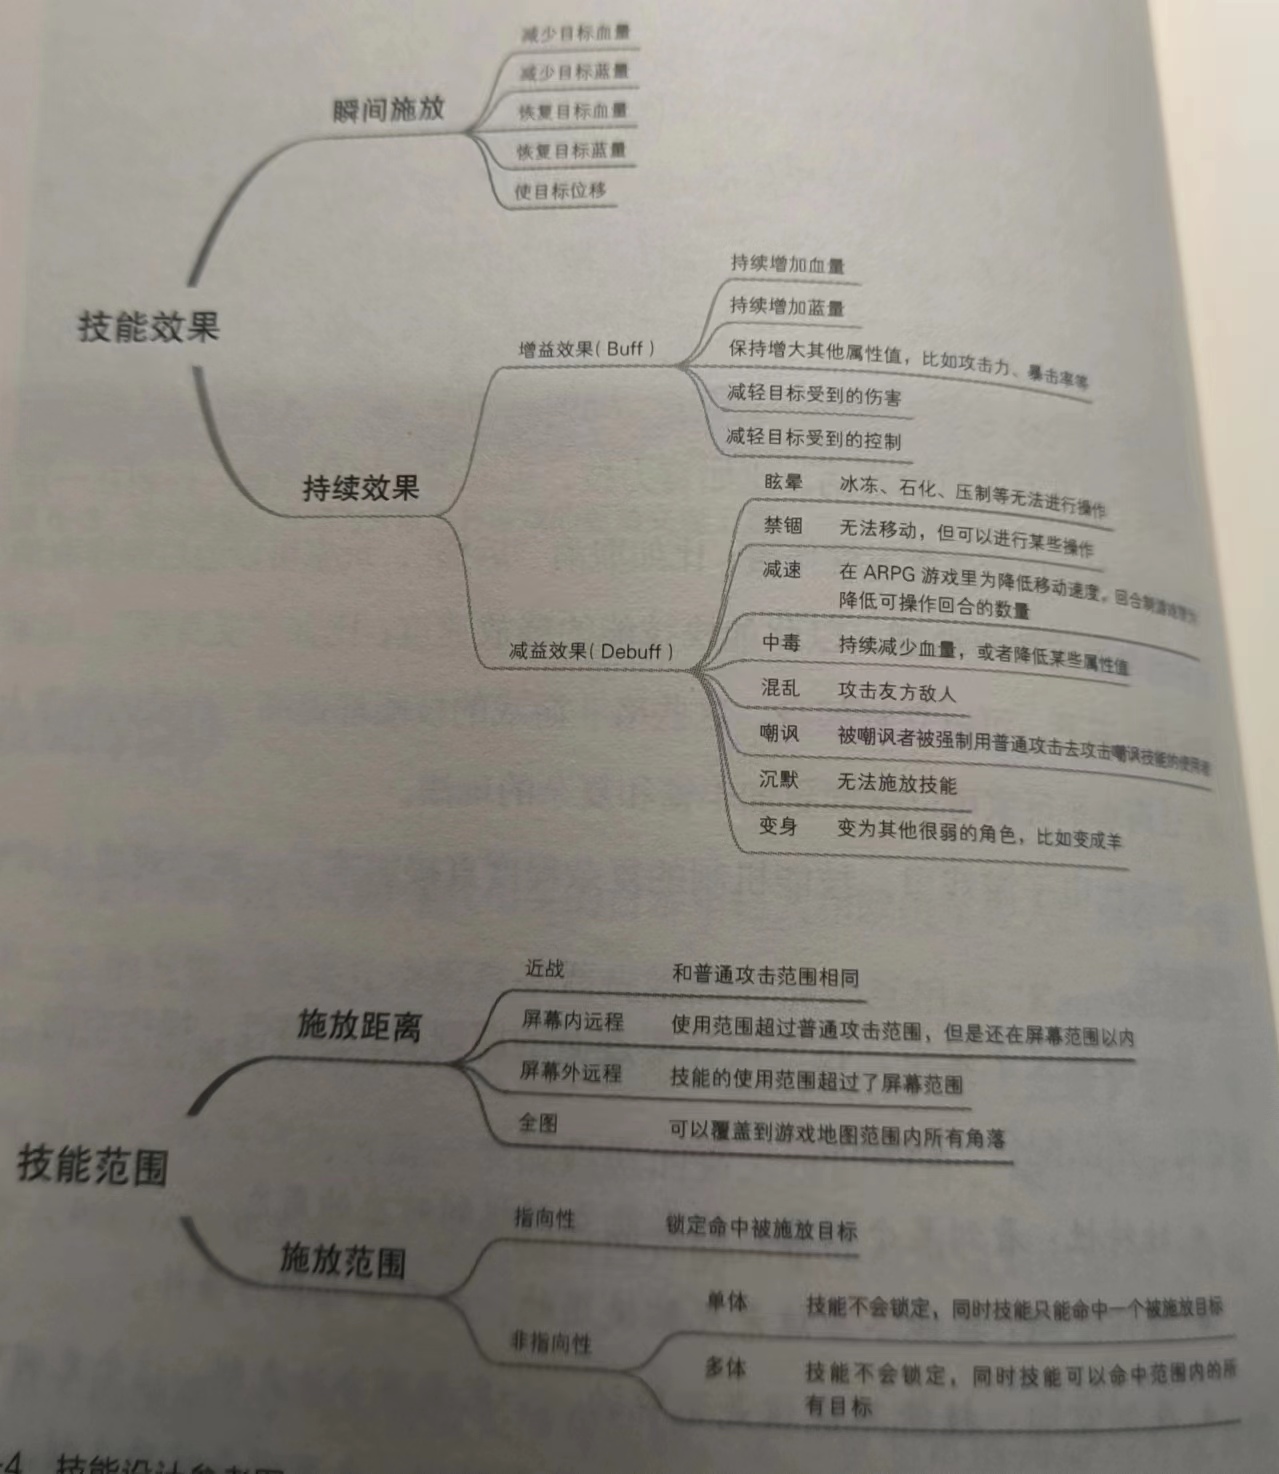 减少目标血量
减少目标蓝量
瞬间施放
恢复目标血量
恢复目标蓝量
使目标位移
技能效果
持续增加血量
持续增加蓝量
增益效果(Buff)
保持增大其他属性值，比如攻击力、暴击率等
减轻目标受到的伤害
减轻目标受到的控制
持续效果
眩晕 冰冻、石化、压制等无法进行操作
禁锢 无法移动，但可以进行某些操作
减速 在 ARPG 游戏里为降低移动速度，回合制游戏里为
降低可操作回合的数量
减益效果(Debuff)
中毒 持续减少血量，或者降低某些属性值
混乱 攻击友方敌人
嘲讽 被嘲讽者被强制用普通攻击去攻击嘲讽技能的使用者
沉默 无法施放技能
变身 变为其他很弱的角色，比如变成羊
近战 和普通攻击范围相同
施放距离
屏幕内远程 使用范围超过普通攻击范围，但是还在屏幕范围以内
屏幕外远程 技能的使用范围超过了屏幕范围
全图 可以覆盖到游戏地图范围内所有角落
技能范围
指向性 锁定命中被施放目标
施放范围
单体 技能不会锁定，同时技能只能命中一个被施放目标
非指向性
多体 技能不会锁定，同时技能可以命中范围内的所
有目标
-4 技能设计参考图